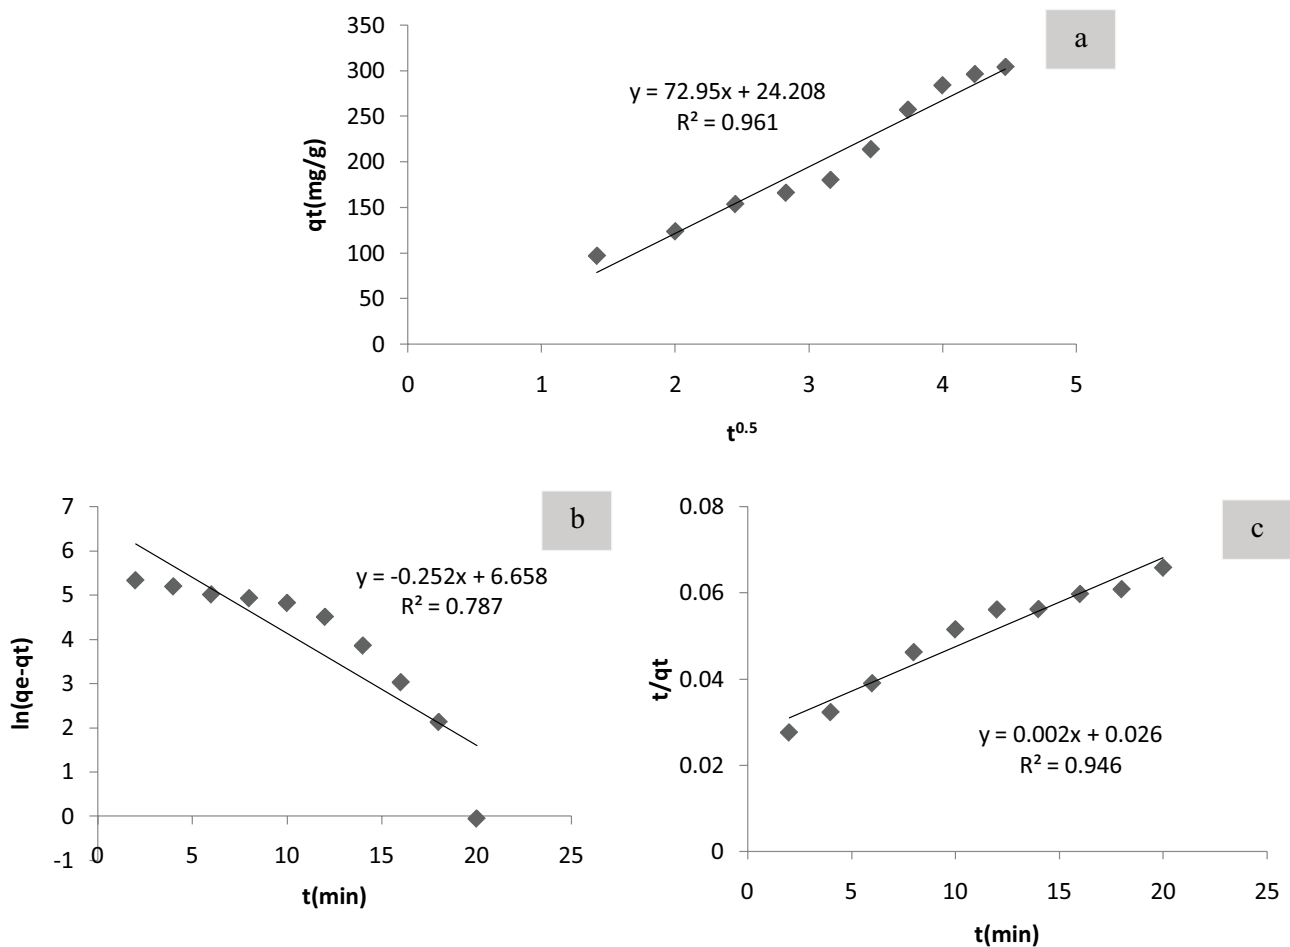 a
y = 72.95x + 24.208
R² = 0.961
350
300
250
200
150
100
50
0
qt(mg/g)
0 1 2 3 4 5
t^0.5
b
y = -0.252x + 6.658
R² = 0.787
7
6
5
4
3
2
1
0
-1
ln(qe-qt)
0 5 10 15 20 25
t(min)
c
0.08
0.06
0.04
0.02
0
t/qt
y = 0.002x + 0.026
R² = 0.946
0 5 10 15 20 25
t(min)